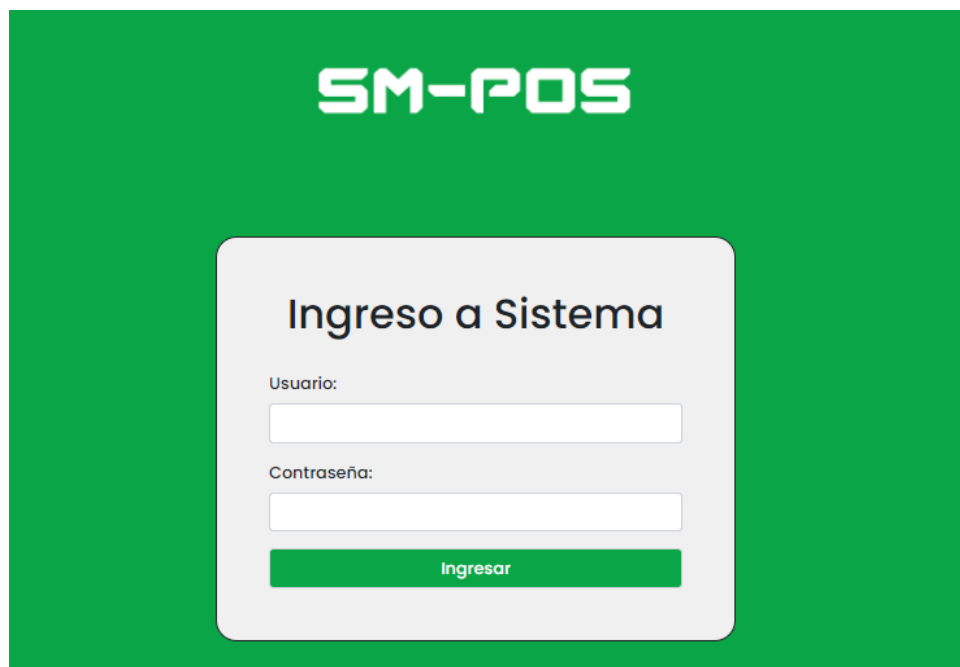 SM-POS
Ingreso a Sistema
Usuario:
Contraseña:
Ingresar